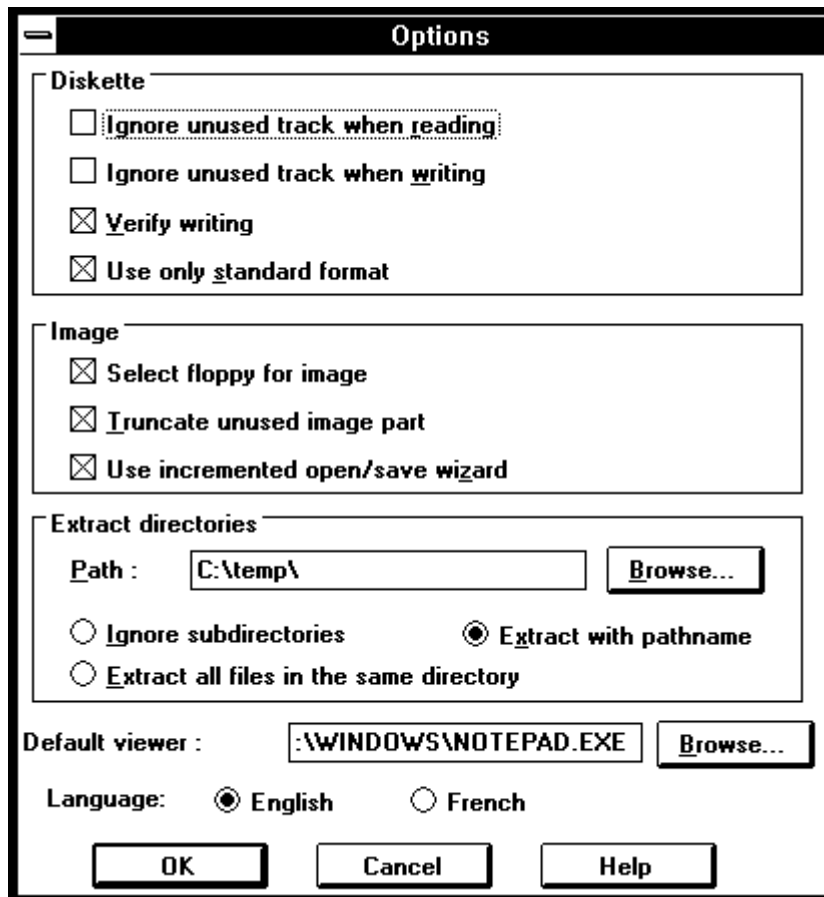 Options
Diskette
Ignore unused track when reading
Ignore unused track when writing
Verify writing
Use only standard format
Image
Select floppy for image
Truncate unused image part
Use incremented open/save wizard
Extract directories
Path : C:\temp\ Browse...
Ignore subdirectories Extract with pathname
Extract all files in the same directory
Default viewer : :\WINDOWS\NOTEPAD.EXE Browse...
Language: English French
OK Cancel Help